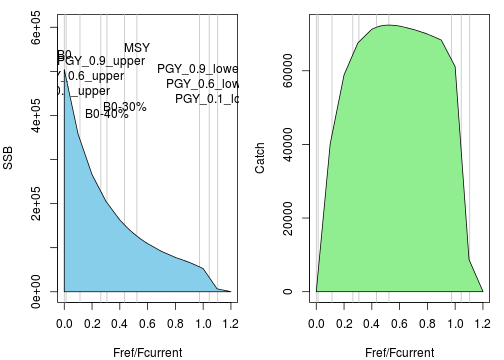 6e+05
4e+05
2e+05
0e+00
SSB
MSY
B0
PGY_0.9_upper
PGY_0.9_lowe
_0.6_upper
PGY_0.6_low
_upper
PGY_0.1_lo
B0-30%
B0-40%
0.0 0.2 0.4 0.6 0.8 1.0 1.2
Fref/Fcurrent
60000
40000
20000
0
Catch
0.0 0.2 0.4 0.6 0.8 1.0 1.2
Fref/Fcurrent